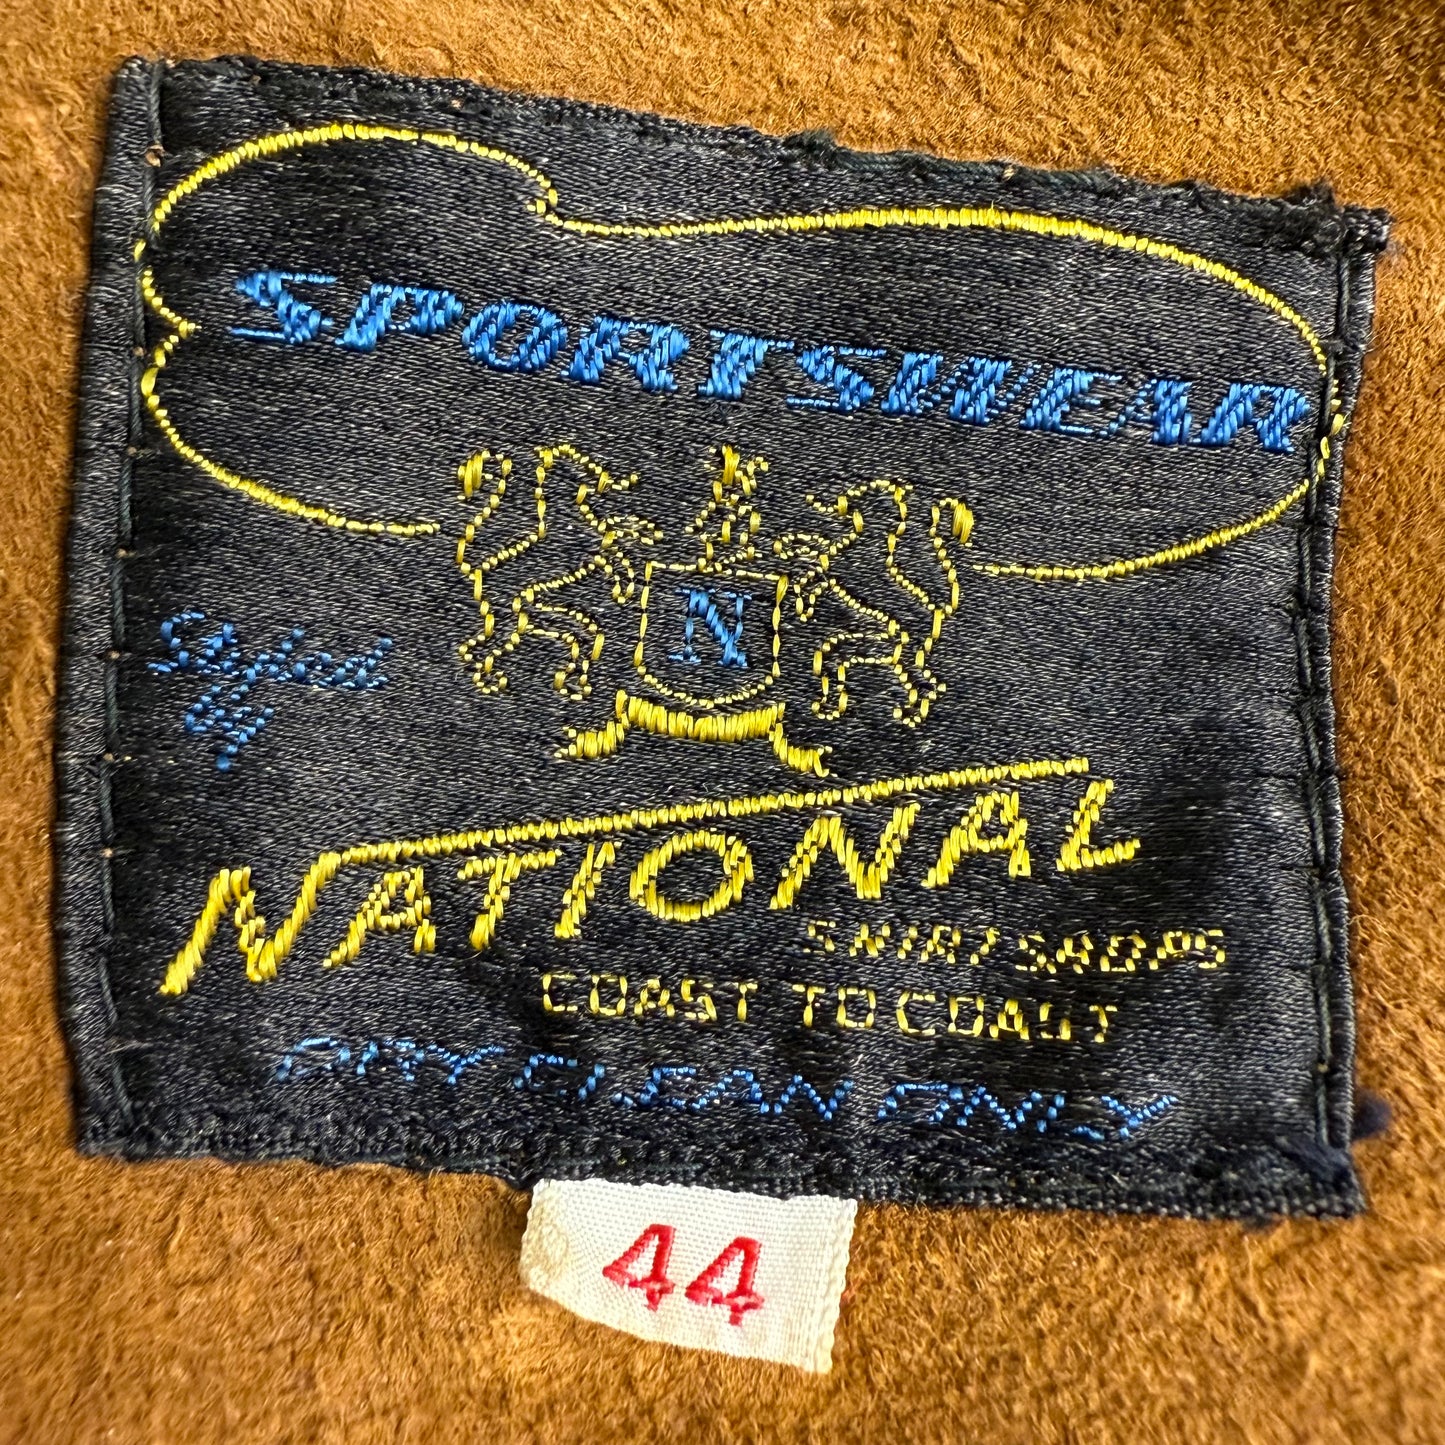 SPORTSWEAR
N
Styled
by
NATIONAL
SHIRT SHOPS
COAST TO COAST
DRY CLEAN ONLY
44